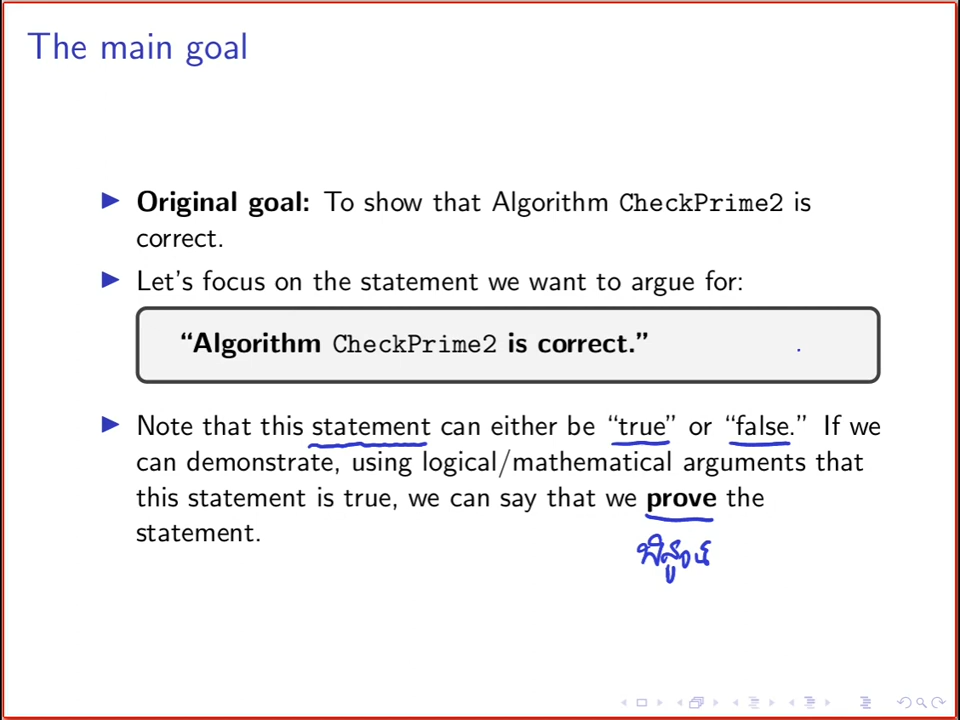 The main goal
▶ Original goal: To show that Algorithm CheckPrime2 is
correct.
▶ Let's focus on the statement we want to argue for:
“Algorithm CheckPrime2 is correct.”
▶ Note that this statement can either be “true” or “false.” If we
can demonstrate, using logical/mathematical arguments that
this statement is true, we can say that we prove the
statement.
พิสูจน์